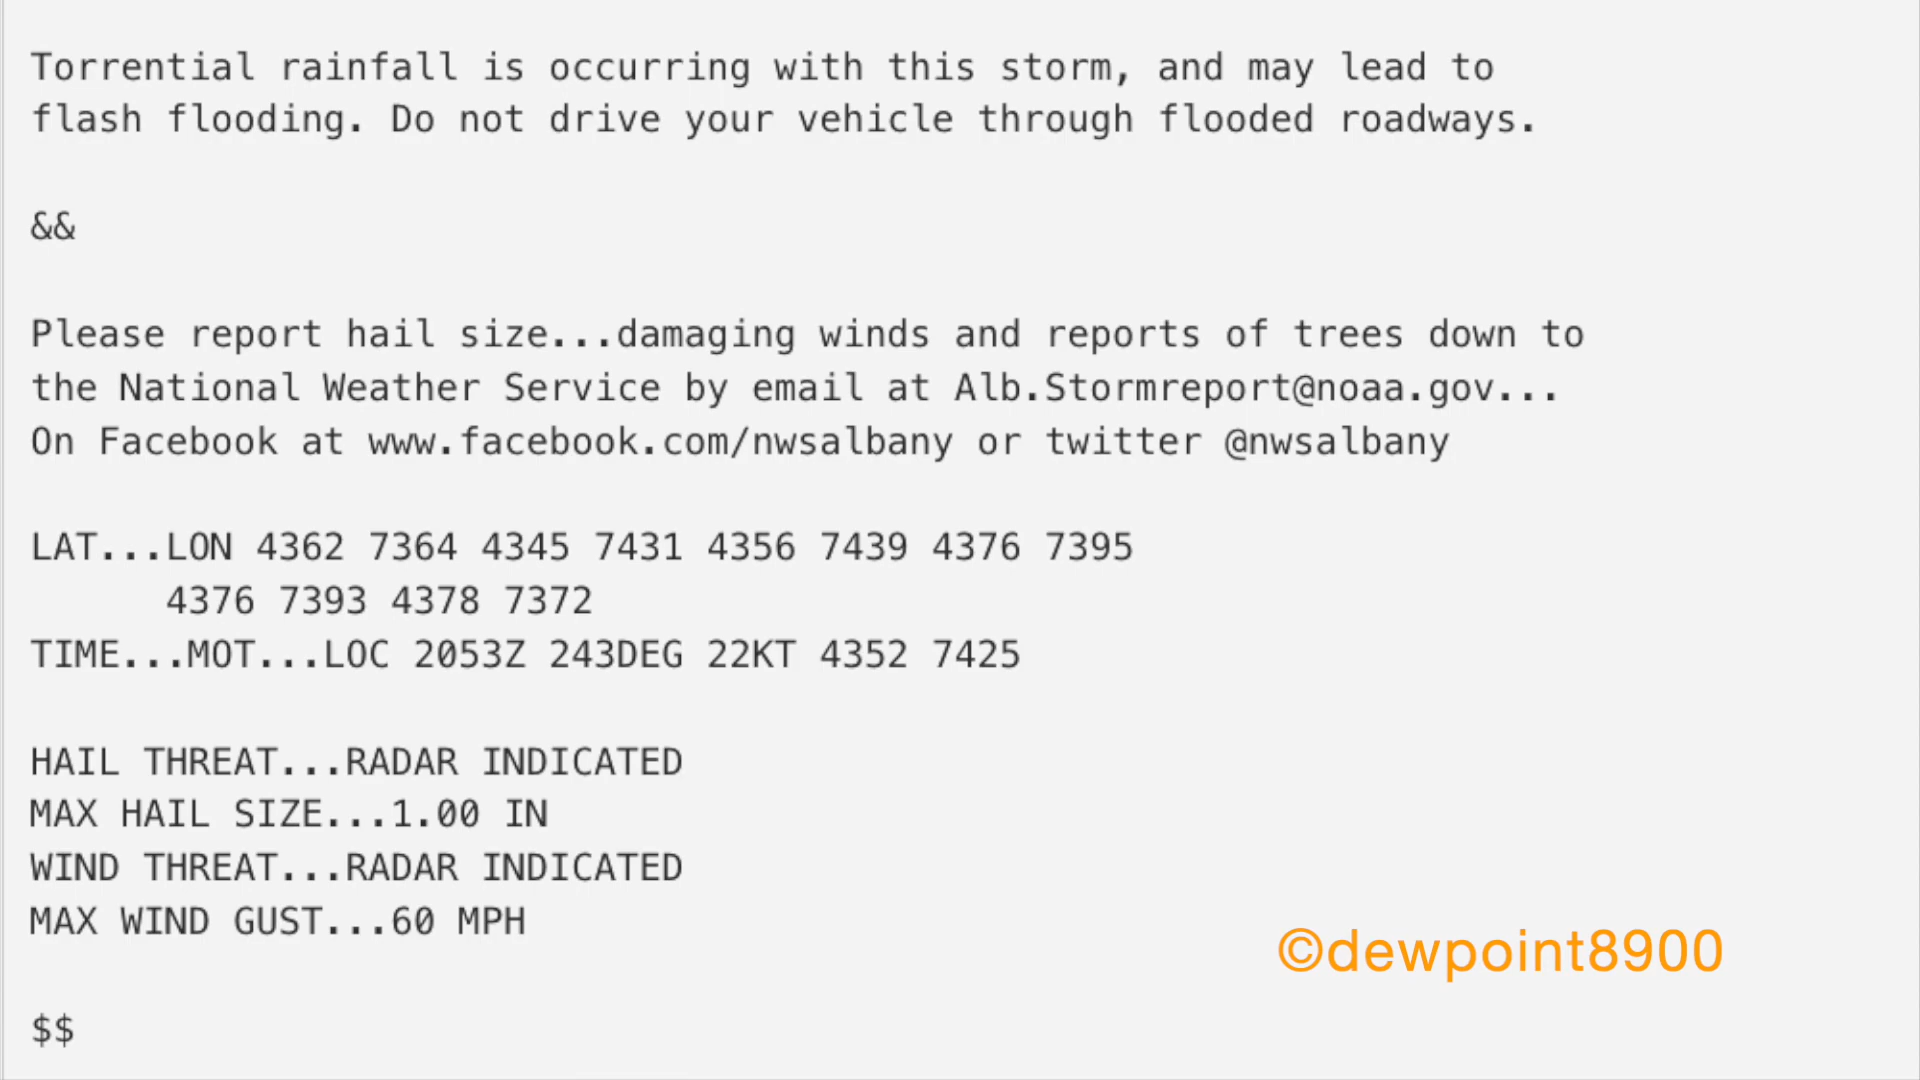 Torrential rainfall is occurring with this storm, and may lead to
flash flooding. Do not drive your vehicle through flooded roadways.
&&
Please report hail size...damaging winds and reports of trees down to
the National Weather Service by email at Alb.Stormreport@noaa.gov...
On Facebook at www.facebook.com/nwsalbany or twitter @nwsalbany
LAT...LON 4362 7364 4345 7431 4356 7439 4376 7395
4376 7393 4378 7372
TIME...MOT...LOC 2053Z 243DEG 22KT 4352 7425
HAIL THREAT...RADAR INDICATED
MAX HAIL SIZE...1.00 IN
WIND THREAT...RADAR INDICATED
MAX WIND GUST...60 MPH
©dewpoint8900
$$